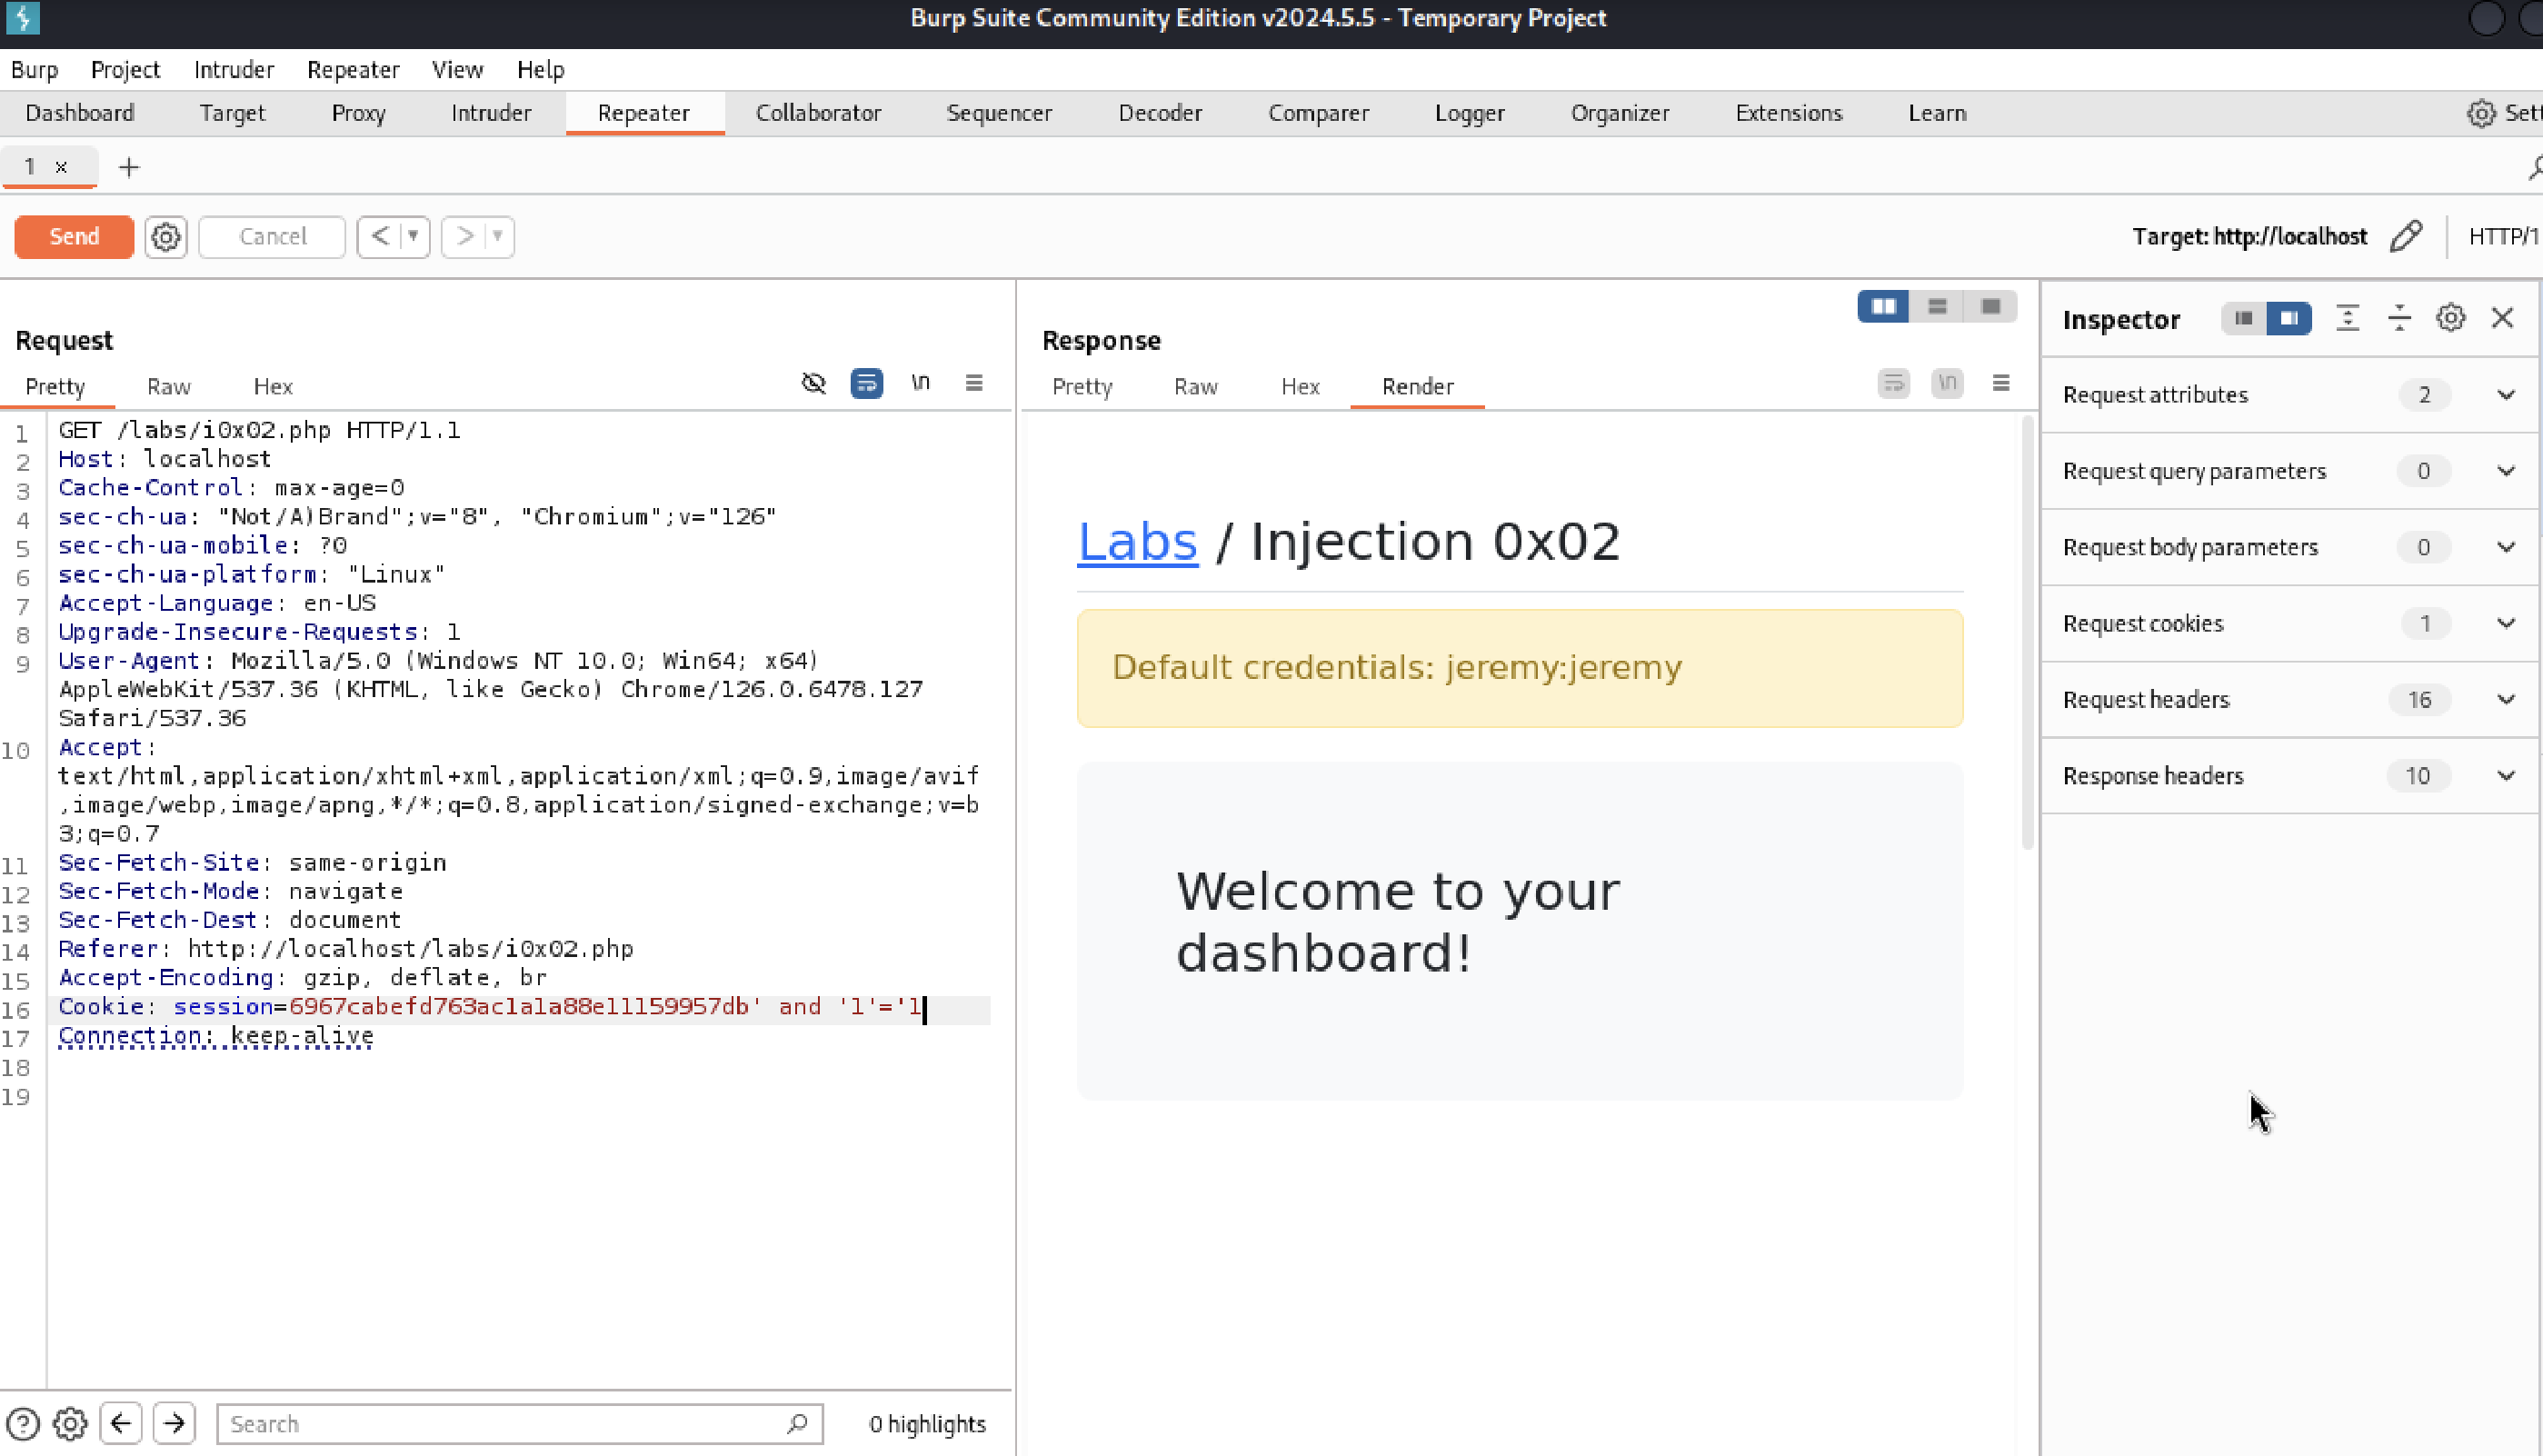 Burp Suite Community Edition v2024.5.5 - Temporary Project
Burp Project Intruder Repeater View Help
Dashboard Target Proxy Intruder Repeater Collaborator Sequencer Decoder Comparer Logger Organizer Extensions Learn Sett
1 × +
Send Cancel < > Target: http://localhost HTTP/1
Request
Pretty Raw Hex \n
1 GET /labs/i0x02.php HTTP/1.1
2 Host: localhost
3 Cache-Control: max-age=0
4 sec-ch-ua: "Not/A)Brand";v="8", "Chromium";v="126"
5 sec-ch-ua-mobile: ?0
6 sec-ch-ua-platform: "Linux"
7 Accept-Language: en-US
8 Upgrade-Insecure-Requests: 1
9 User-Agent: Mozilla/5.0 (Windows NT 10.0; Win64; x64)
AppleWebKit/537.36 (KHTML, like Gecko) Chrome/126.0.6478.127
Safari/537.36
10 Accept:
text/html,application/xhtml+xml,application/xml;q=0.9,image/avif
,image/webp,image/apng,*/*;q=0.8,application/signed-exchange;v=b
3;q=0.7
11 Sec-Fetch-Site: same-origin
12 Sec-Fetch-Mode: navigate
13 Sec-Fetch-Dest: document
14 Referer: http://localhost/labs/i0x02.php
15 Accept-Encoding: gzip, deflate, br
16 Cookie: session=6967cabefd763ac1a1a88e11159957db' and '1'='1
17 Connection: keep-alive
18
19
Search 0 highlights
Response
Pretty Raw Hex Render \n
Labs / Injection 0x02
Default credentials: jeremy:jeremy
Welcome to your
dashboard!
Inspector
Request attributes 2
Request query parameters 0
Request body parameters 0
Request cookies 1
Request headers 16
Response headers 10